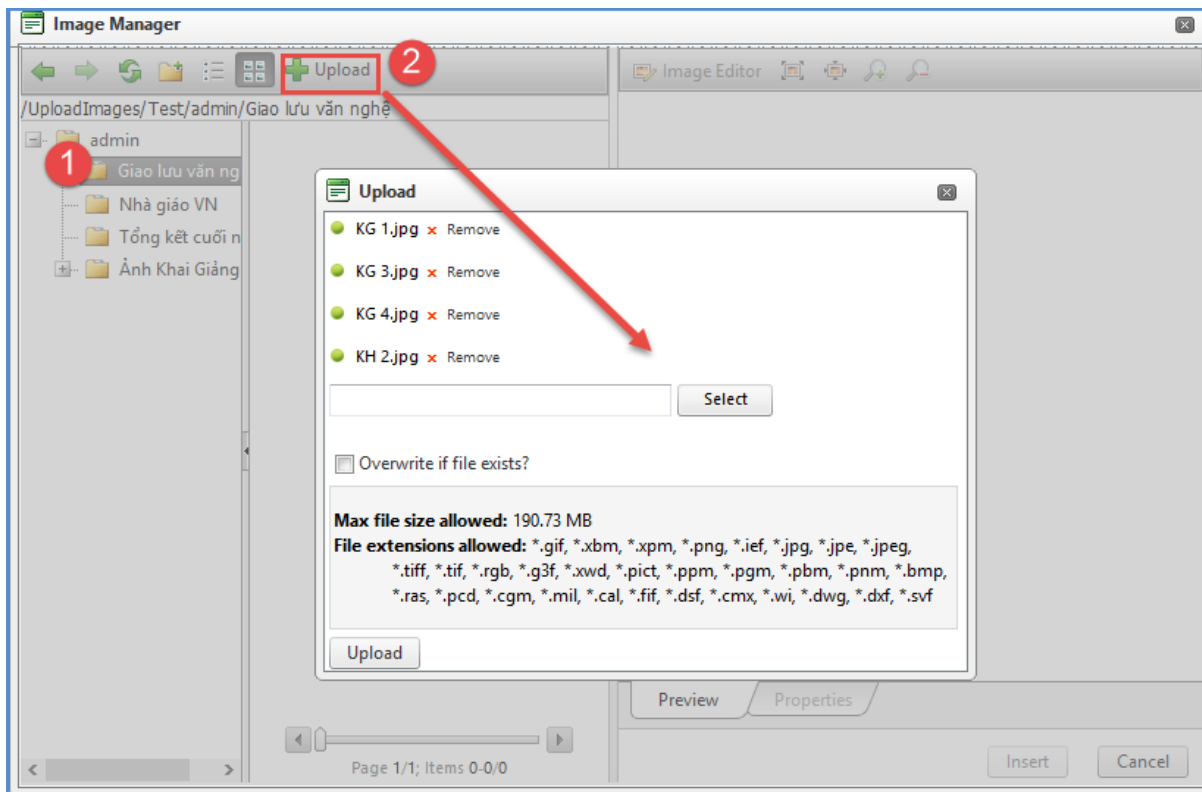 Image Manager
Upload
2
Image Editor
/UploadImages/Test/admin/Giao lưu văn nghệ
admin
1
Giao lưu văn ng
Nhà giáo VN
Tổng kết cuối n
Ảnh Khai Giảng
Upload
KG 1.jpg x Remove
KG 3.jpg x Remove
KG 4.jpg x Remove
KH 2.jpg x Remove
Select
Overwrite if file exists?
Max file size allowed: 190.73 MB
File extensions allowed: *.gif, *.xbm, *.xpm, *.png, *.ief, *.jpg, *.jpe, *.jpeg,
*.tiff, *.tif, *.rgb, *.g3f, *.xwd, *.pict, *.ppm, *.pgm, *.pbm, *.pnm, *.bmp,
*.ras, *.pcd, *.cgm, *.mil, *.cal, *.fif, *.dsf, *.cmx, *.wi, *.dwg, *.dxf, *.svf
Upload
Preview
Properties
Page 1/1; Items 0-0/0
Insert
Cancel